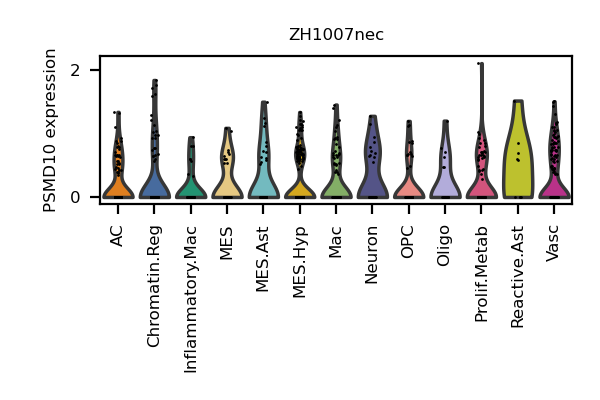 ZH1007nec
PSMD10 expression
2
0
AC
Chromatin.Reg
Inflammatory.Mac
MES
MES.Ast
MES.Hyp
Mac
Neuron
OPC
Oligo
Prolif.Metab
Reactive.Ast
Vasc